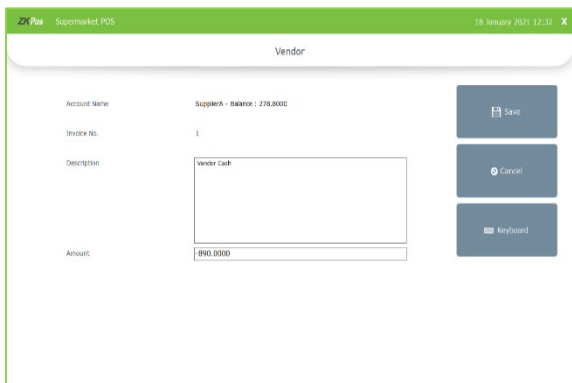 ZKPos Supermarket POS 18 January 2021 12:32 X
Vendor
Account Name SupplierA - Balance : 278.8000
Invoice No. 1
Description Vendor Cash
Amount -890.0000
Save
Cancel
Keyboard